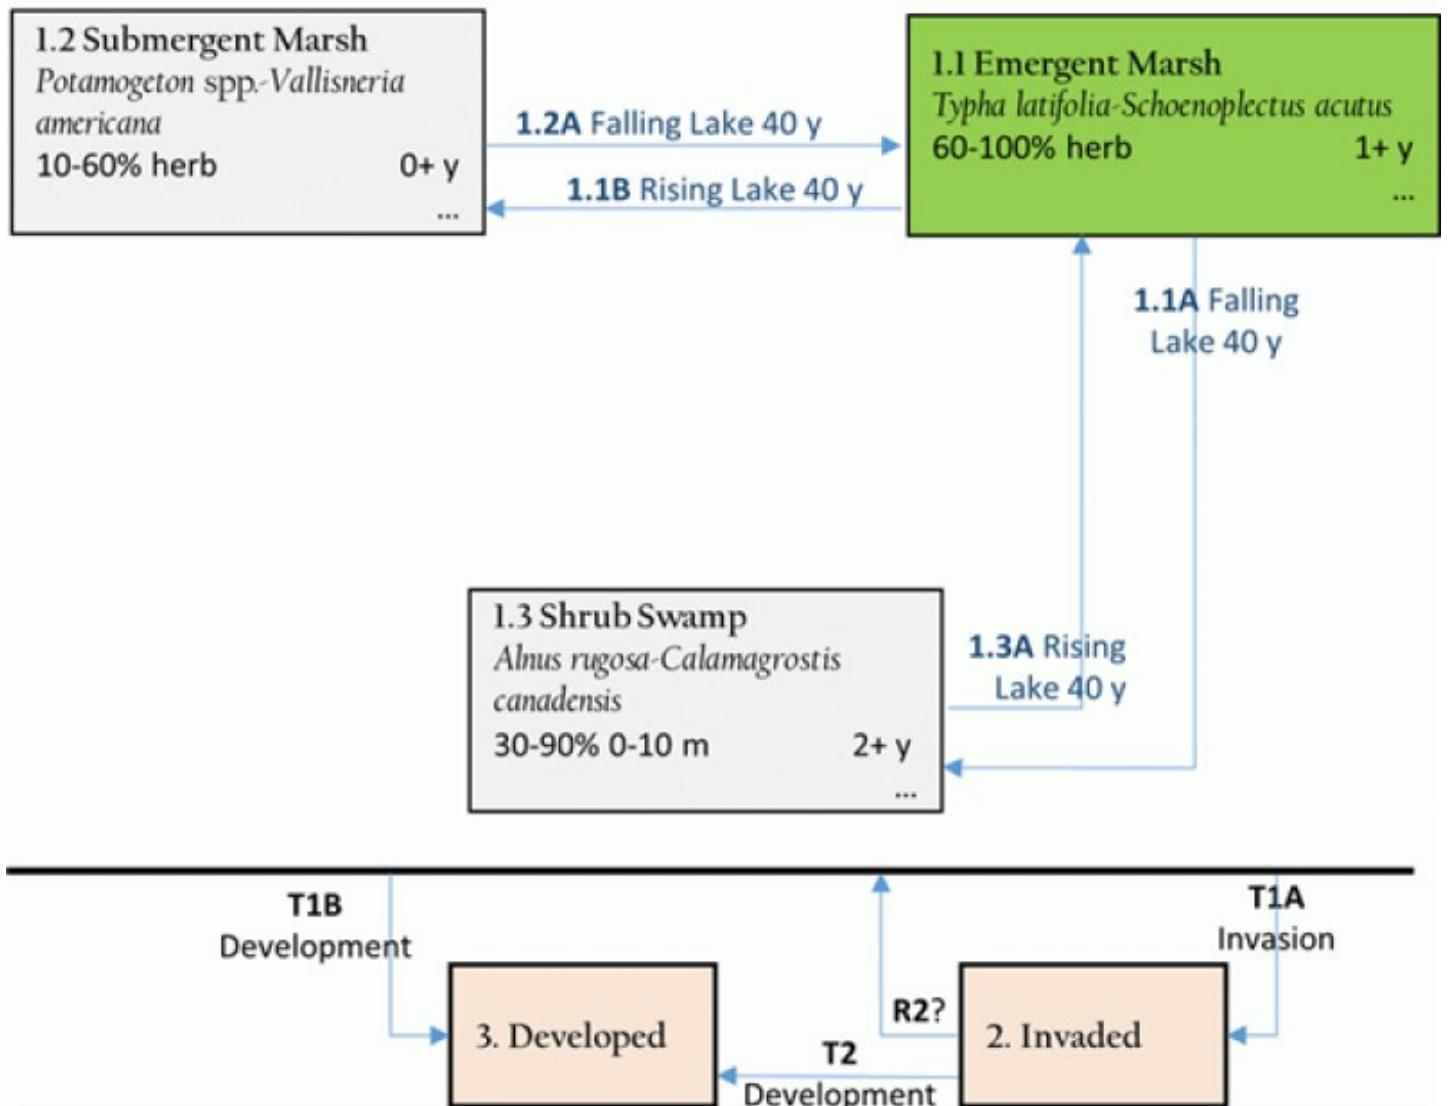 1.2 Submergent Marsh
Potamogeton spp.-Vallisneria
americana
10-60% herb 0+ y
...
1.2A Falling Lake 40 y
1.1B Rising Lake 40 y
1.1 Emergent Marsh
Typha latifolia-Schoenoplectus acutus
60-100% herb 1+ y
...
1.1A Falling
Lake 40 y
1.3 Shrub Swamp
Alnus rugosa-Calamagrostis
canadensis
30-90% 0-10 m 2+ y
...
1.3A Rising
Lake 40 y
T1B
Development
T1A
Invasion
3. Developed
R2?
T2
Development
2. Invaded